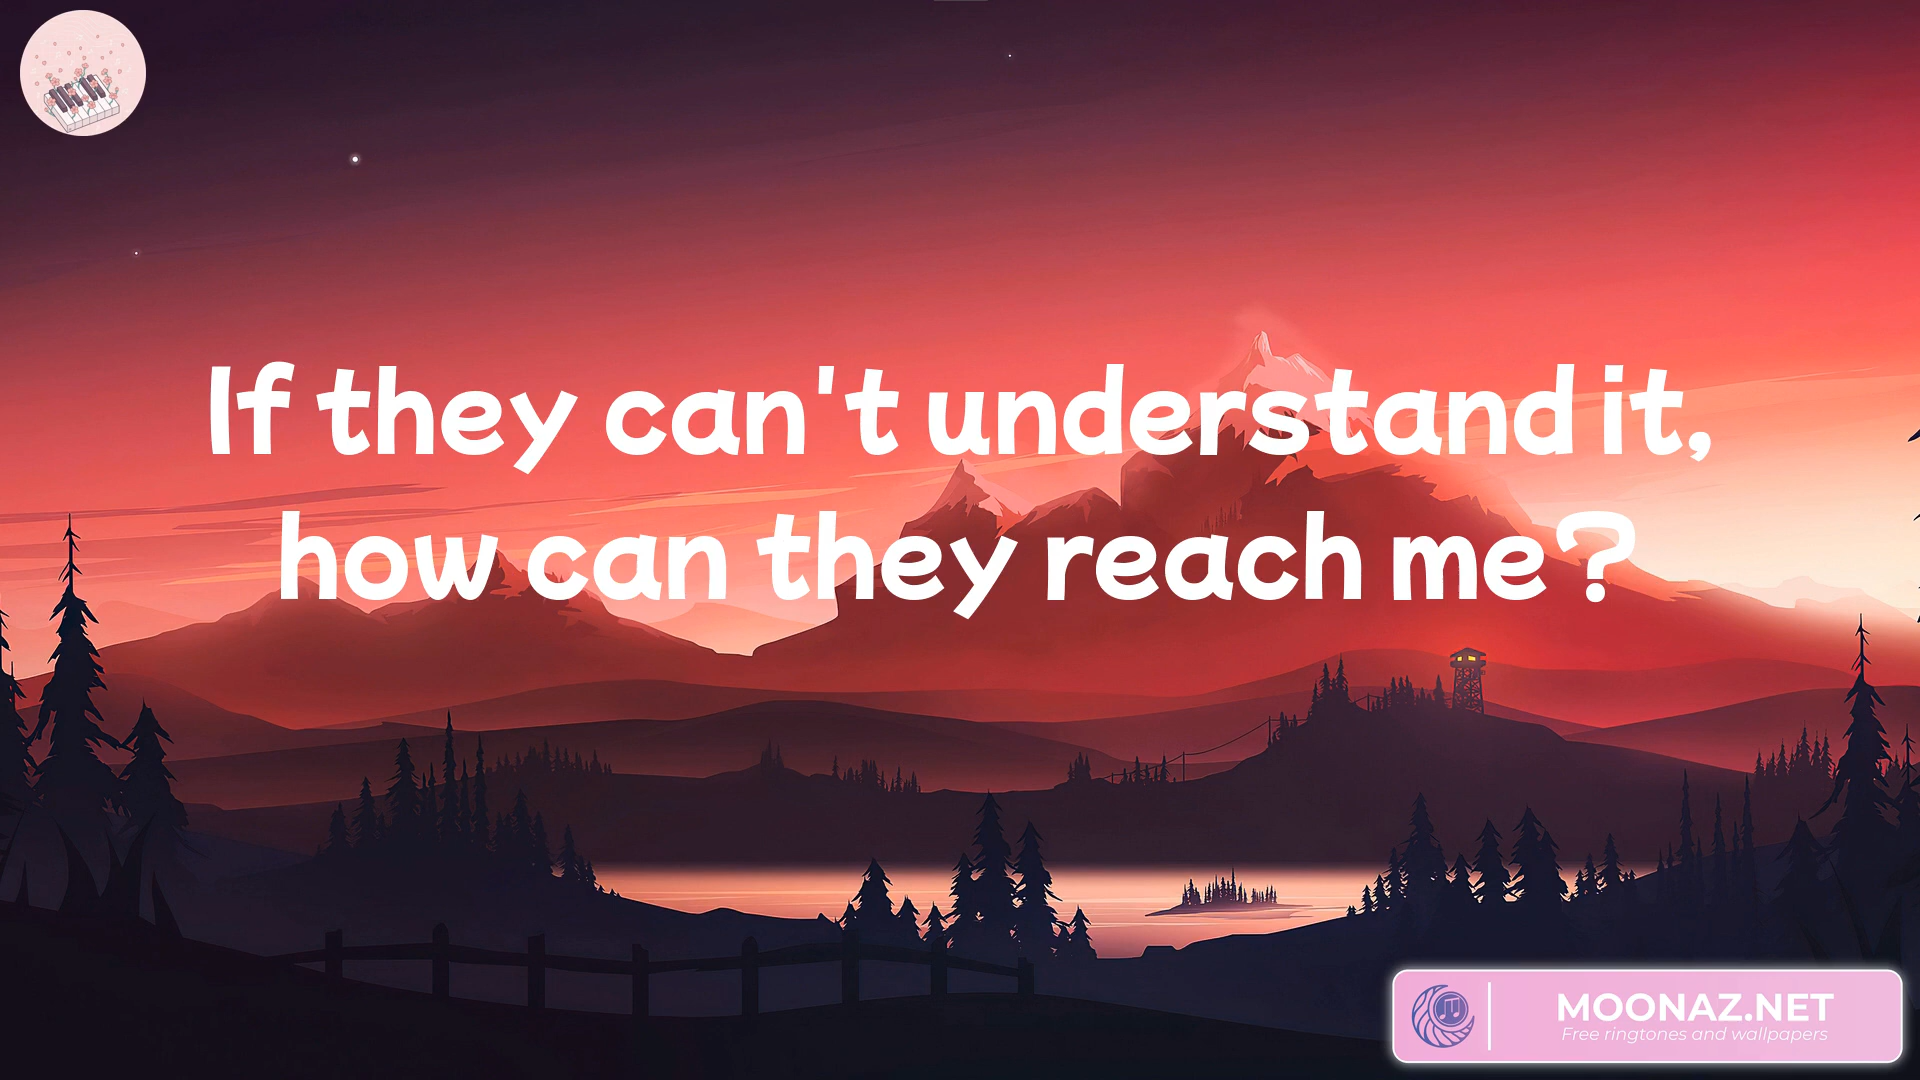 If they can't understand it,
how can they reach me?
MOONAZ.NET
Free ringtones and wallpapers